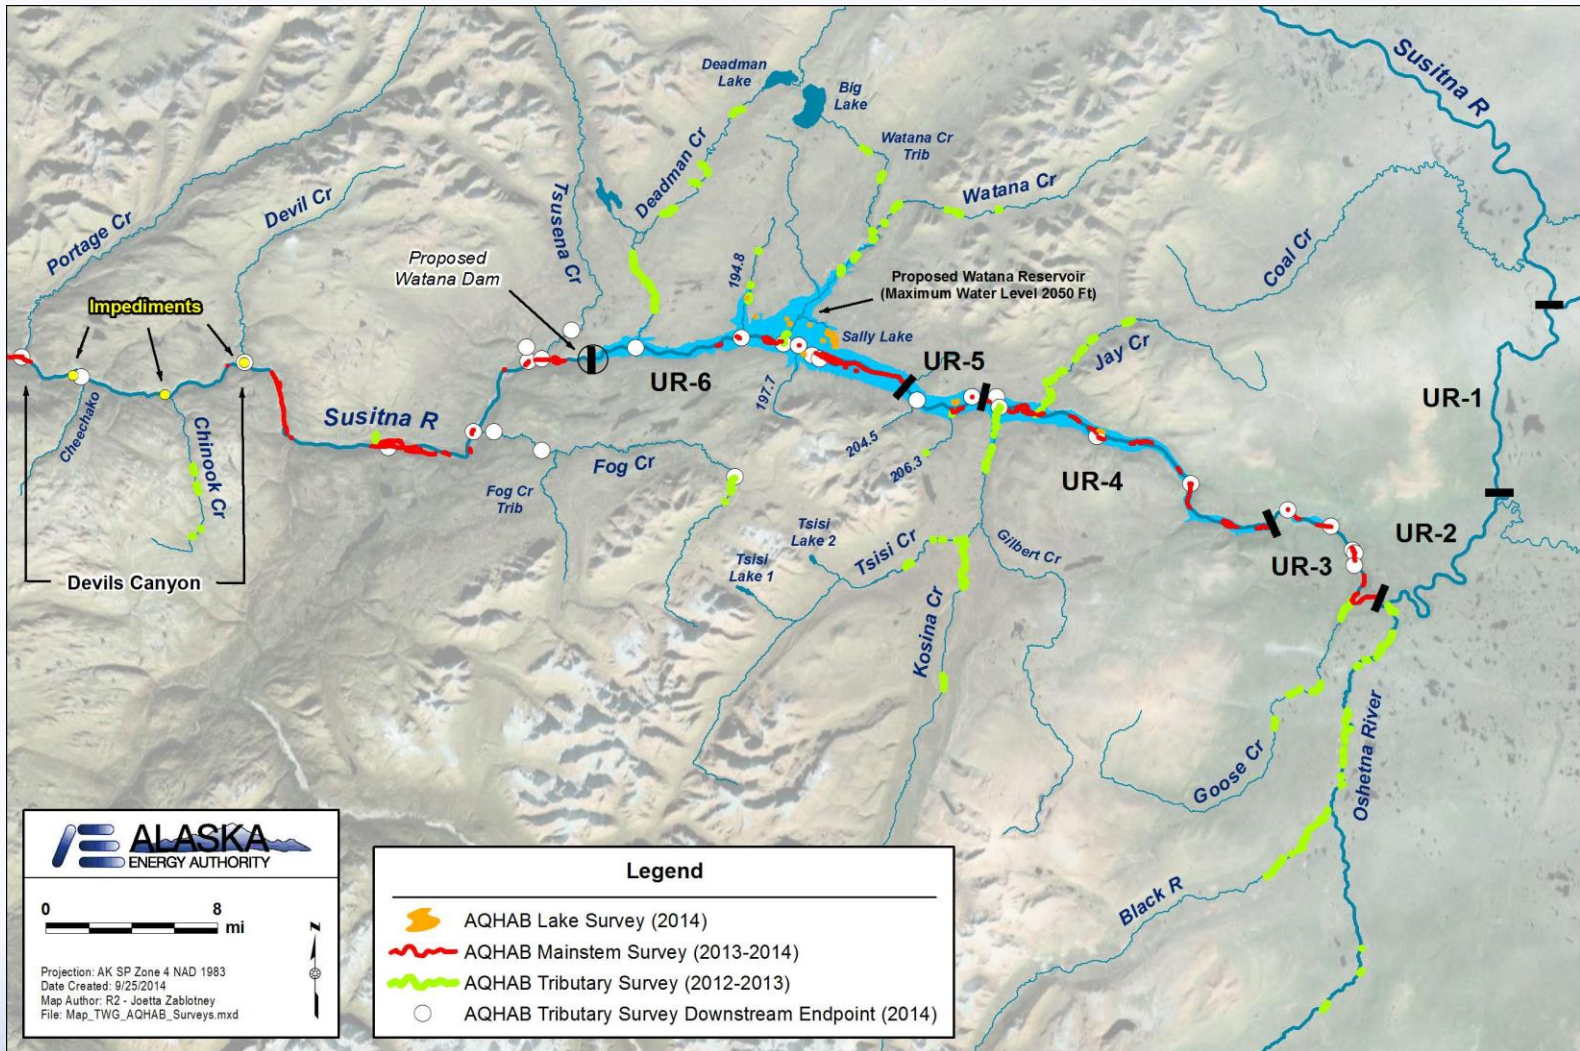 Susitna R
Deadman
Lake
Big
Lake
Watana Cr
Trib
Watana Cr
Deadman Cr
Tsusena Cr
Devil Cr
Portage Cr
Coal Cr
Proposed
Watana Dam
194.8
Proposed Watana Reservoir
(Maximum Water Level 2050 Ft)
Impediments
Sally Lake
Jay Cr
UR-5
UR-6
UR-1
197.7
Susitna R
Cheechako
Chinook Cr
204.5
206.3
Fog Cr
Fog Cr
Trib
UR-4
UR-2
UR-3
Tsisi
Lake 2
Tsisi Cr
Gilbert Cr
Tsisi
Lake 1
Devils Canyon
Kosina Cr
Goose Cr
Oshetna River
Black R
ALASKA
ENERGY AUTHORITY
0 8
mi
N
Projection: AK SP Zone 4 NAD 1983
Date Created: 9/25/2014
Map Author: R2 - Joetta Zablotney
File: Map_TWG_AQHAB_Surveys.mxd
Legend
AQHAB Lake Survey (2014)
AQHAB Mainstem Survey (2013-2014)
AQHAB Tributary Survey (2012-2013)
AQHAB Tributary Survey Downstream Endpoint (2014)